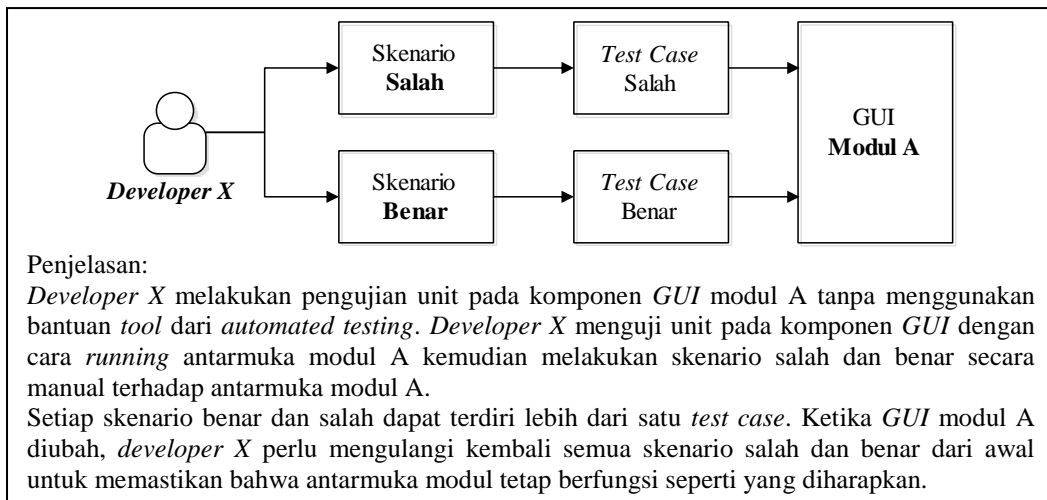 Skenario
Salah
Test Case
Salah
GUI
Modul A
Developer X
Skenario
Benar
Test Case
Benar
Penjelasan:
Developer X melakukan pengujian unit pada komponen GUI modul A tanpa menggunakan
bantuan tool dari automated testing. Developer X menguji unit pada komponen GUI dengan
cara running antarmuka modul A kemudian melakukan skenario salah dan benar secara
manual terhadap antarmuka modul A.
Setiap skenario benar dan salah dapat terdiri lebih dari satu test case. Ketika GUI modul A
diubah, developer X perlu mengulangi kembali semua skenario salah dan benar dari awal
untuk memastikan bahwa antarmuka modul tetap berfungsi seperti yang diharapkan.